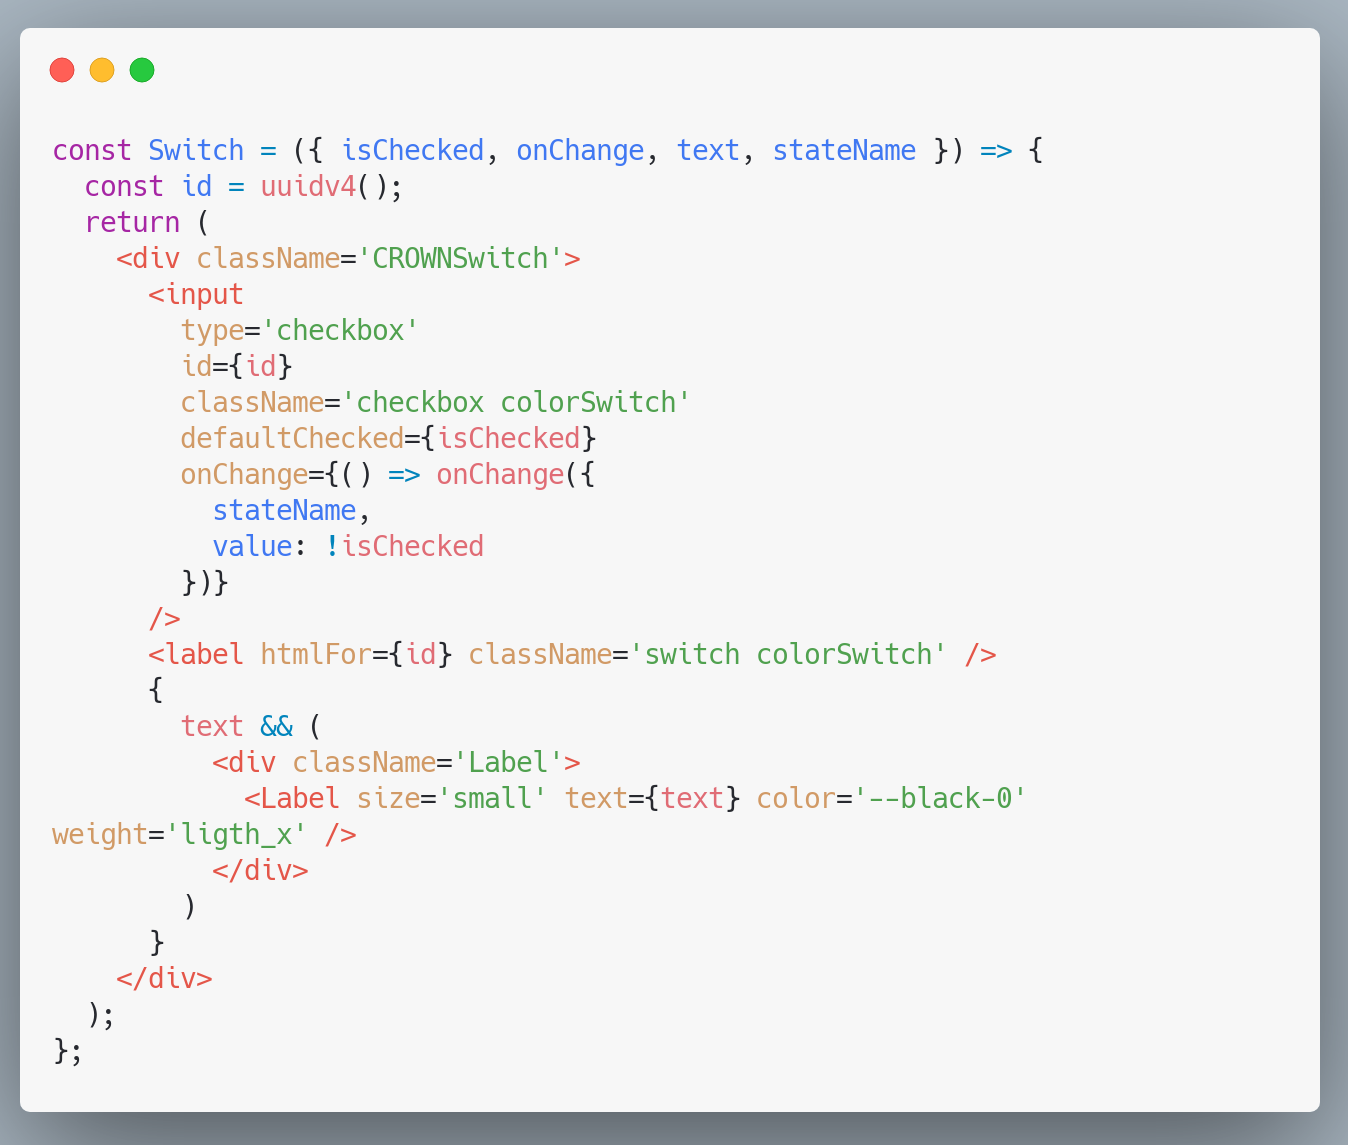 const Switch = ({ isChecked, onChange, text, stateName }) => {
  const id = uuidv4();
  return (
    <div className='CROWNSwitch'>
      <input
        type='checkbox'
        id={id}
        className='checkbox colorSwitch'
        defaultChecked={isChecked}
        onChange={() => onChange({
          stateName,
          value: !isChecked
        })}
      />
      <label htmlFor={id} className='switch colorSwitch' />
      {
        text && (
          <div className='Label'>
            <Label size='small' text={text} color='--black-0'
weight='ligth_x' />
          </div>
        )
      }
    </div>
  );
};